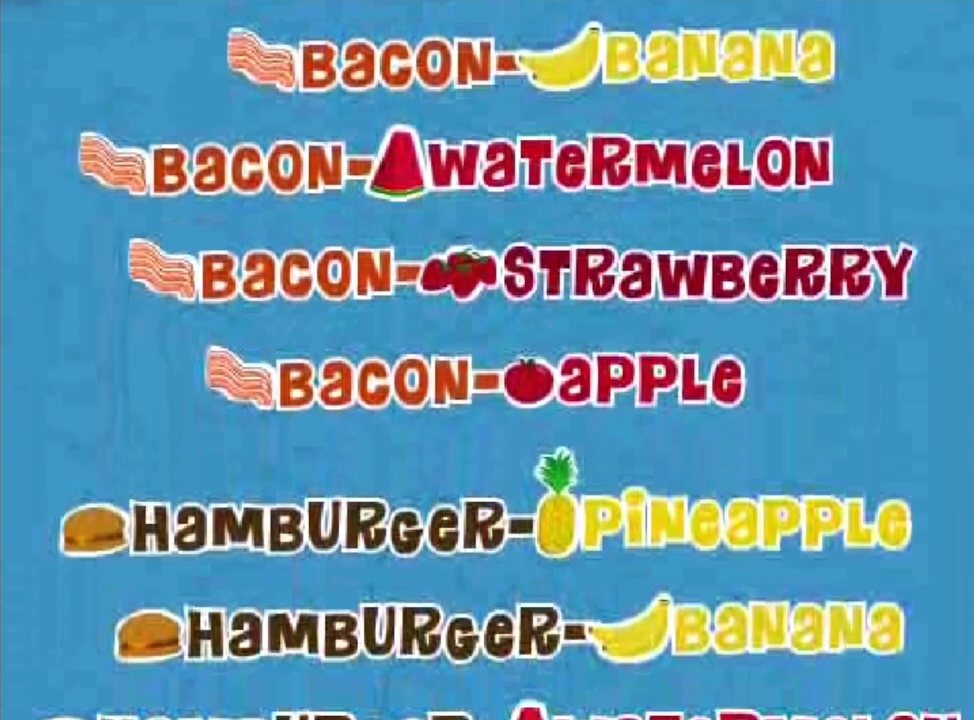 BaCON-BaNaNa
BaCON-WaTeRMeLON
BaCON-STRaWBeRRY
BaCON-aPPLe
HaMBURGeR-PiNeaPPLe
HaMBURGeR-BaNaNa